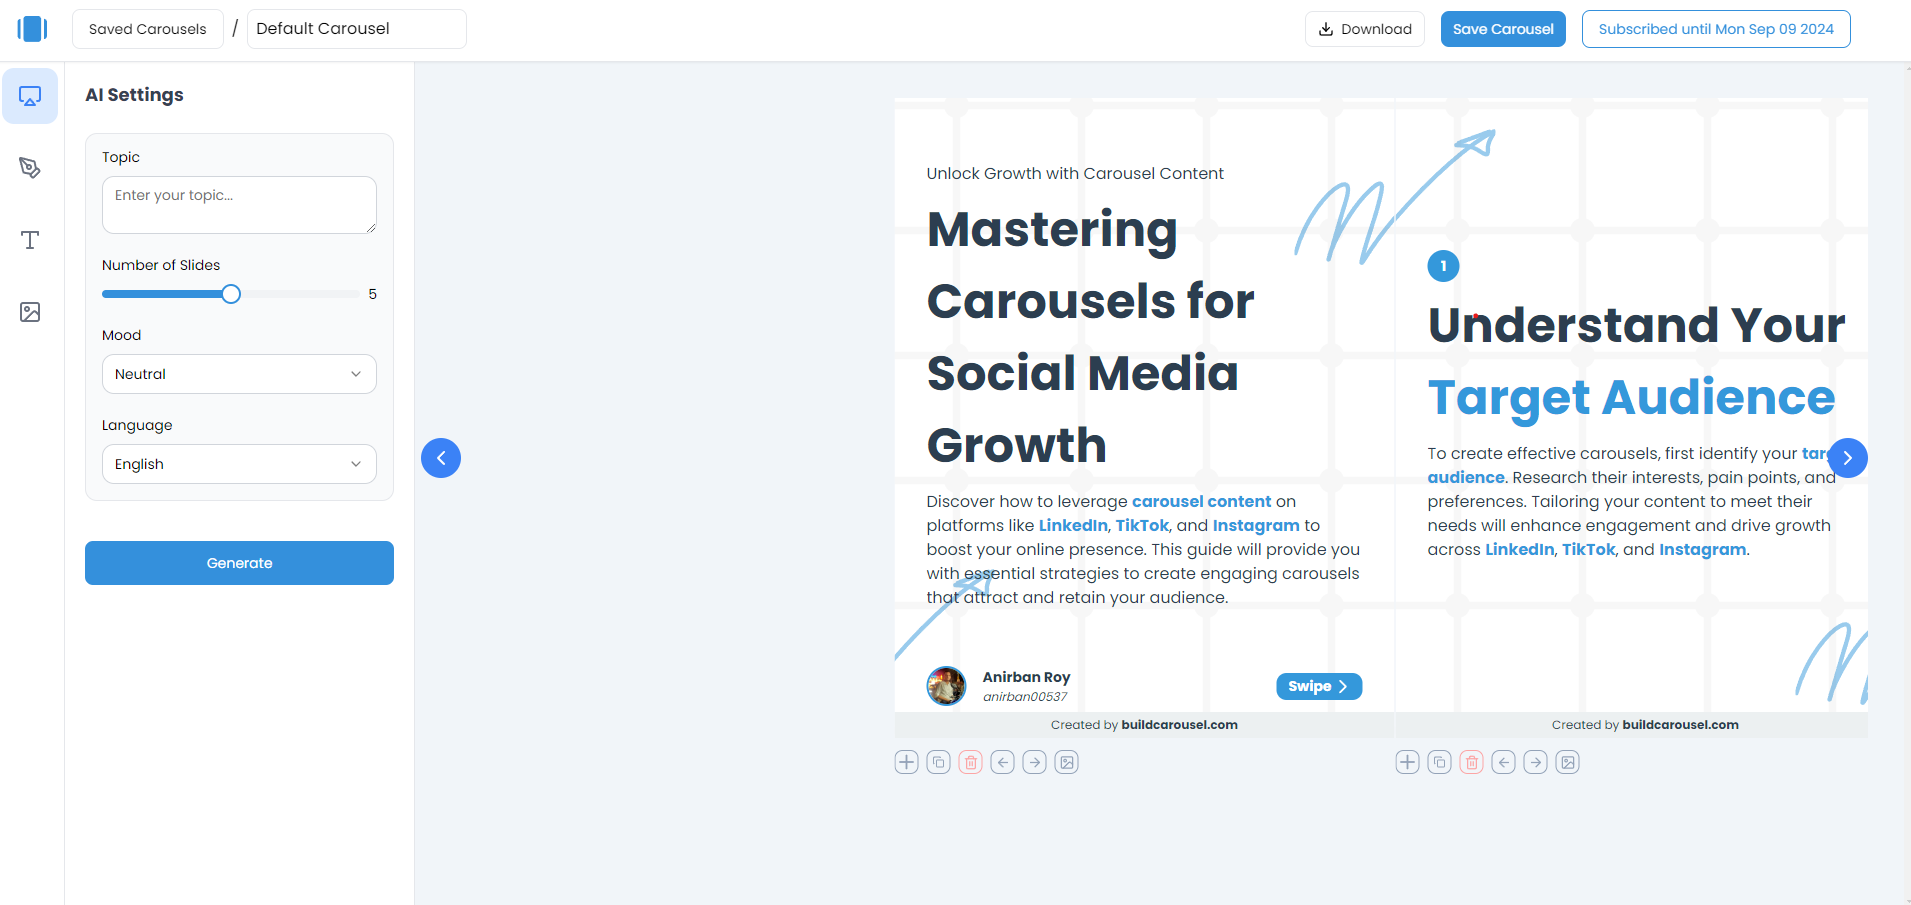 Saved Carousels / Default Carousel
Download
Save Carousel
Subscribed until Mon Sep 09 2024
AI Settings
Topic
Enter your topic...
Number of Slides
5
Mood
Neutral
Language
English
Generate
Unlock Growth with Carousel Content
Mastering
Carousels for
Social Media
Growth
Discover how to leverage carousel content on
platforms like LinkedIn, TikTok, and Instagram to
boost your online presence. This guide will provide you
with essential strategies to create engaging carousels
that attract and retain your audience.
Anirban Roy
anirban00537
Swipe
Created by buildcarousel.com
1
Understand Your
Target Audience
To create effective carousels, first identify your
audience. Research their interests, pain points, and
preferences. Tailoring your content to meet their
needs will enhance engagement and drive growth
across LinkedIn, TikTok, and Instagram.
Created by buildcarousel.com